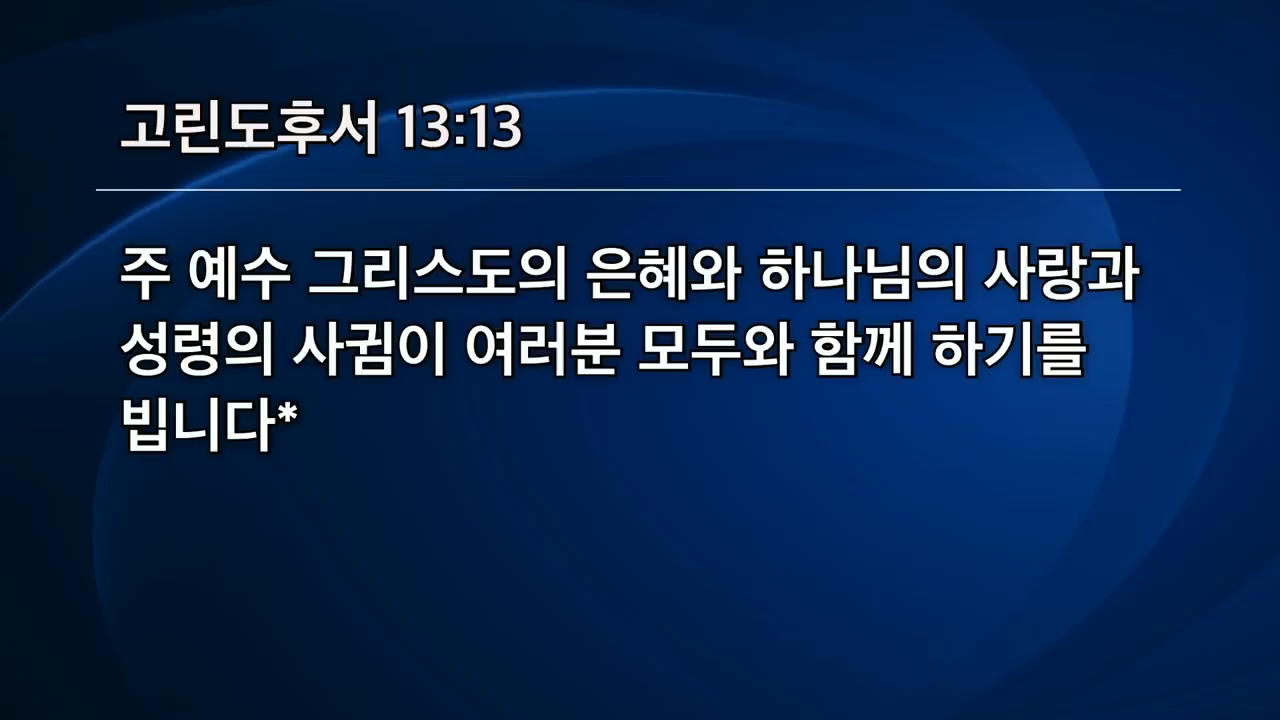 고린도후서 13:13
주 예수 그리스도의 은혜와 하나님의 사랑과
성령의 사귐이 여러분 모두와 함께 하기를
빕니다*